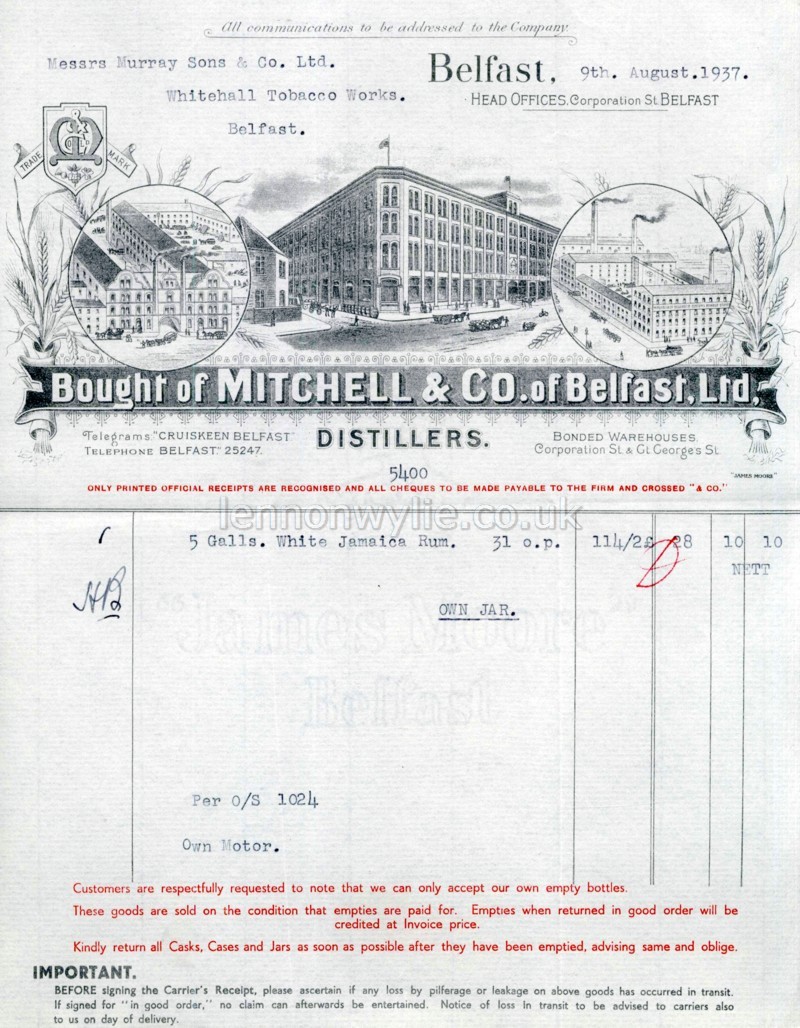 All communications to be addressed to the Company.
Messrs Murray Sons & Co. Ltd.
Whitehall Tobacco Works.
Belfast.
Belfast, 9th. August.1937.
HEAD OFFICES. Corporation St. BELFAST
TRADE MARK
Bought of MITCHELL & CO. of Belfast, Ltd.
DISTILLERS.
Telegrams: "CRUISKEEN BELFAST"
TELEPHONE BELFAST." 25247.
BONDED WAREHOUSES.
Corporation St. & Gt. Georges St.
5400
"JAMES MOORE"
ONLY PRINTED OFFICIAL RECEIPTS ARE RECOGNISED AND ALL CHEQUES TO BE MADE PAYABLE TO THE FIRM AND CROSSED "& CO."
lennonwylie.co.uk
5 Galls. White Jamaica Rum. 31 o.p. 114/2 £ 28 10 10
NETT
HB
OWN JAR.
"James Moore"
Belfast
Per O/S 1024
Own Motor.
Customers are respectfully requested to note that we can only accept our own empty bottles.
These goods are sold on the condition that empties are paid for. Empties when returned in good order will be
credited at Invoice price.
Kindly return all Casks, Cases and Jars as soon as possible after they have been emptied, advising same and oblige.
IMPORTANT.
BEFORE signing the Carrier's Receipt, please ascertain if any loss by pilferage or leakage on above goods has occurred in transit.
If signed for "in good order," no claim can afterwards be entertained. Notice of loss In transit to be advised to carriers also
to us on day of delivery.